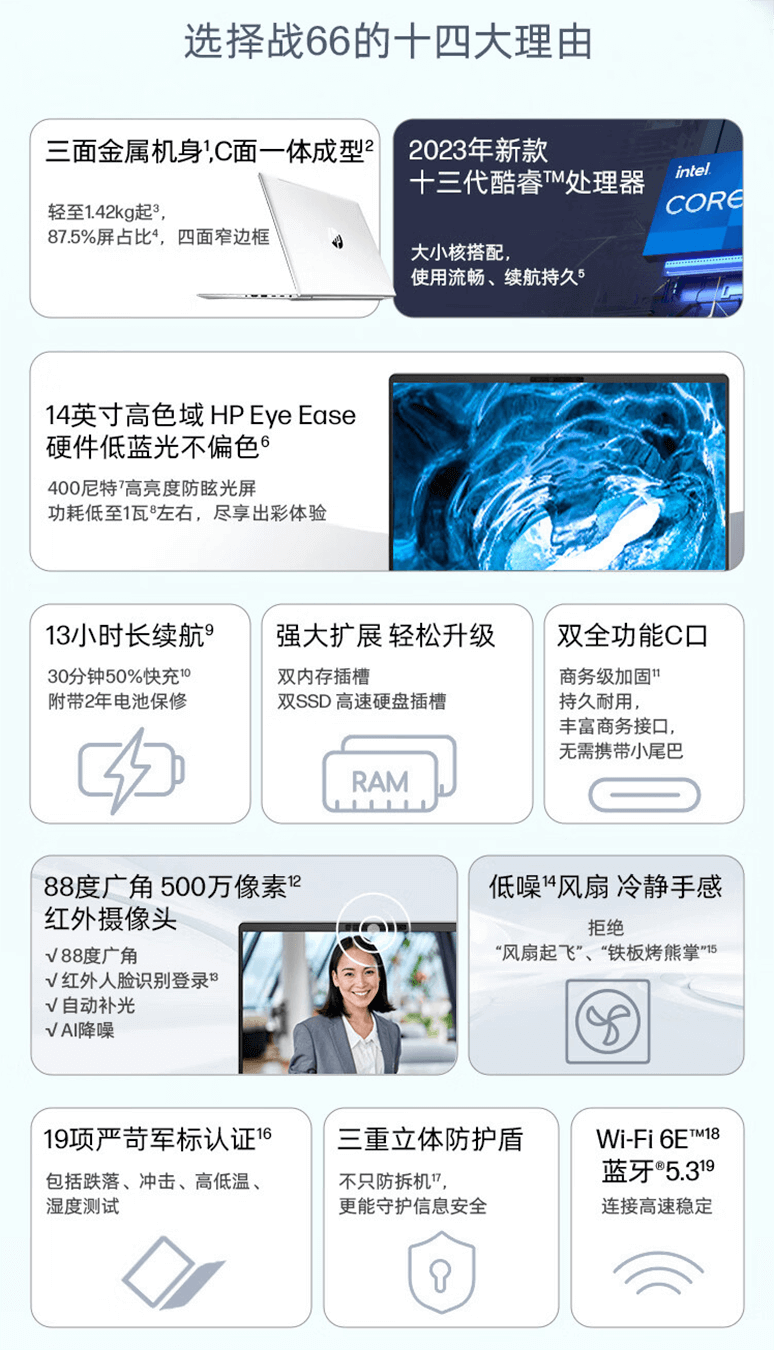 选择战66的十四大理由
三面金属机身¹,C面一体成型²
轻至1.42kg起³,
87.5%屏占比⁴，四面窄边框
2023年新款
十三代酷睿™处理器
大小核搭配,
使用流畅、续航持久⁵
intel.
CORE
14英寸高色域 HP Eye Ease
硬件低蓝光不偏色⁶
400尼特⁷高亮度防眩光屏
功耗低至1瓦⁸左右，尽享出彩体验
13小时长续航⁹
30分钟50%快充¹⁰
附带2年电池保修
强大扩展 轻松升级
双内存插槽
双SSD 高速硬盘插槽
RAM
双全功能C口
商务级加固¹¹
持久耐用,
丰富商务接口,
无需携带小尾巴
88度广角 500万像素¹²
红外摄像头
√ 88度广角
√ 红外人脸识别登录¹³
√ 自动补光
√ AI降噪
低噪¹⁴风扇 冷静手感
拒绝
“风扇起飞”、“铁板烤熊掌”¹⁵
19项严苛军标认证¹⁶
包括跌落、冲击、高低温、
湿度测试
三重立体防护盾
不只防拆机¹⁷,
更能守护信息安全
Wi-Fi 6E™¹⁸
蓝牙®5.3¹⁹
连接高速稳定